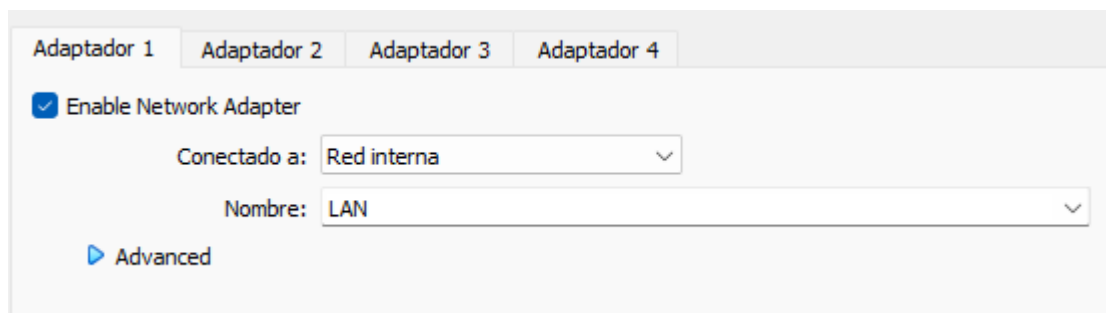 Adaptador 1 Adaptador 2 Adaptador 3 Adaptador 4
Enable Network Adapter
Conectado a: Red interna
Nombre: LAN
Advanced